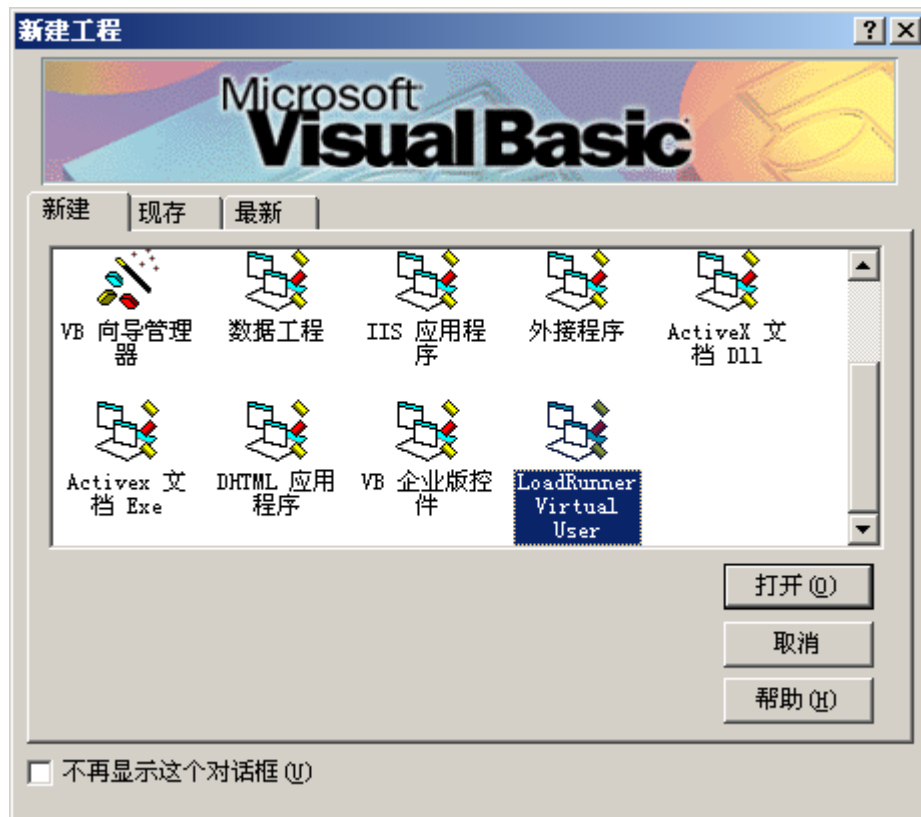 新建工程
Microsoft
Visual Basic
新建 现存 最新
VB 向导管理
器
数据工程
IIS 应用程
序
外接程序
ActiveX 文
档 Dll
Activex 文
档 Exe
DHTML 应用
程序
VB 企业版控
件
LoadRunner
Virtual
User
打开(O)
取消
帮助(H)
不再显示这个对话框(U)